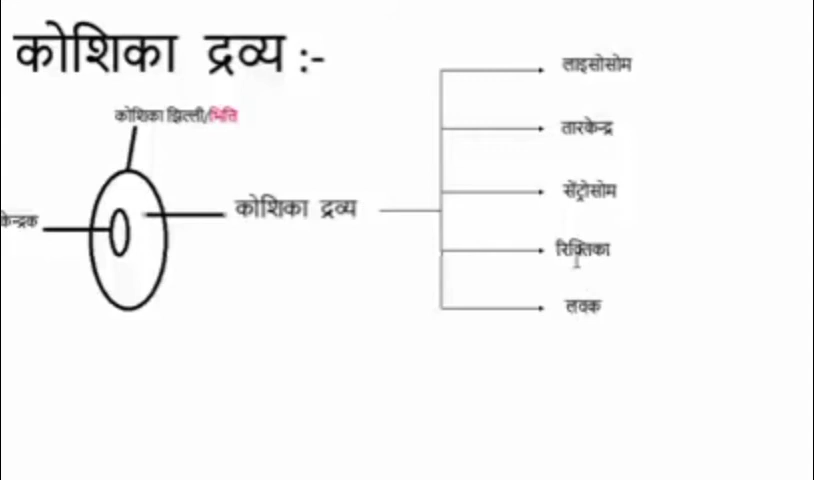 कोशिका द्रव्य :-
कोशिका झिल्ली/भित्ति
केन्द्रक
कोशिका द्रव्य
लाइसोसोम
तारकेन्द्र
सेंट्रोसोम
रिक्तिका
लवक